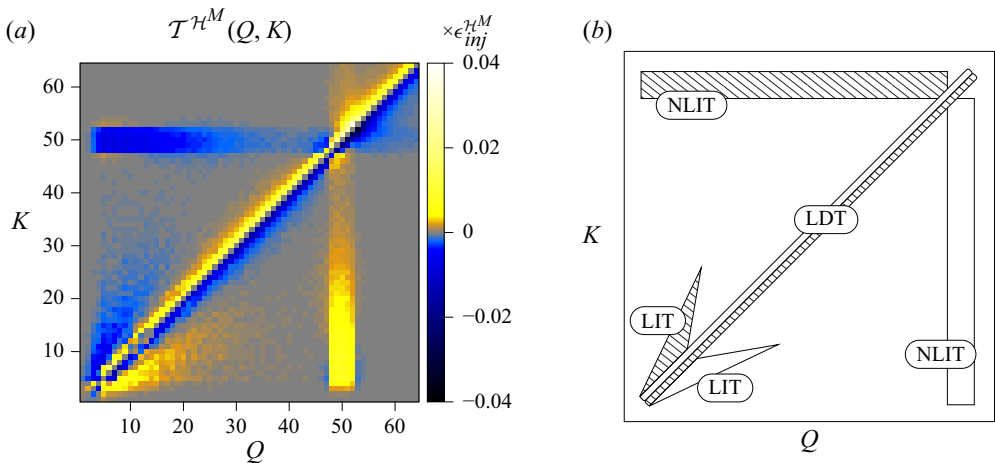 (a)
𝒯^ℋ^M (Q, K)
×ϵ_inj^ℋ^M
(b)
0.04
60
50
0.02
40
K
0
30
20
−0.02
10
−0.04
10 20 30 40 50 60
Q
NLIT
K
LDT
LIT
NLIT
LIT
Q